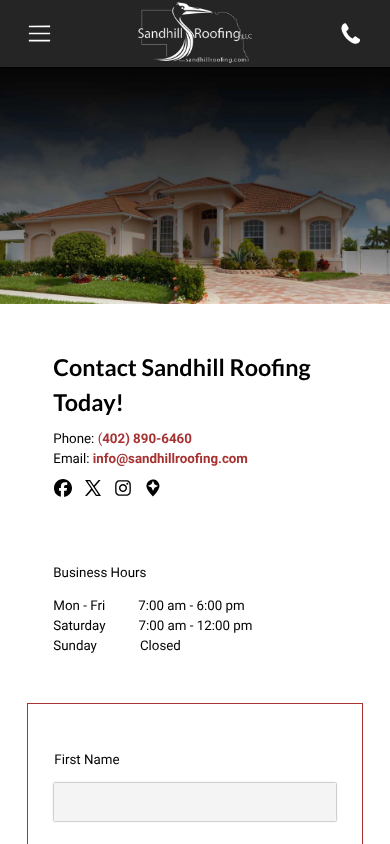 Sandhill Roofing LLC
sandhillroofing.com
Contact Sandhill Roofing
Today!
Phone: (402) 890-6460
Email: info@sandhillroofing.com
Business Hours
Mon - Fri 7:00 am - 6:00 pm
Saturday 7:00 am - 12:00 pm
Sunday Closed
First Name